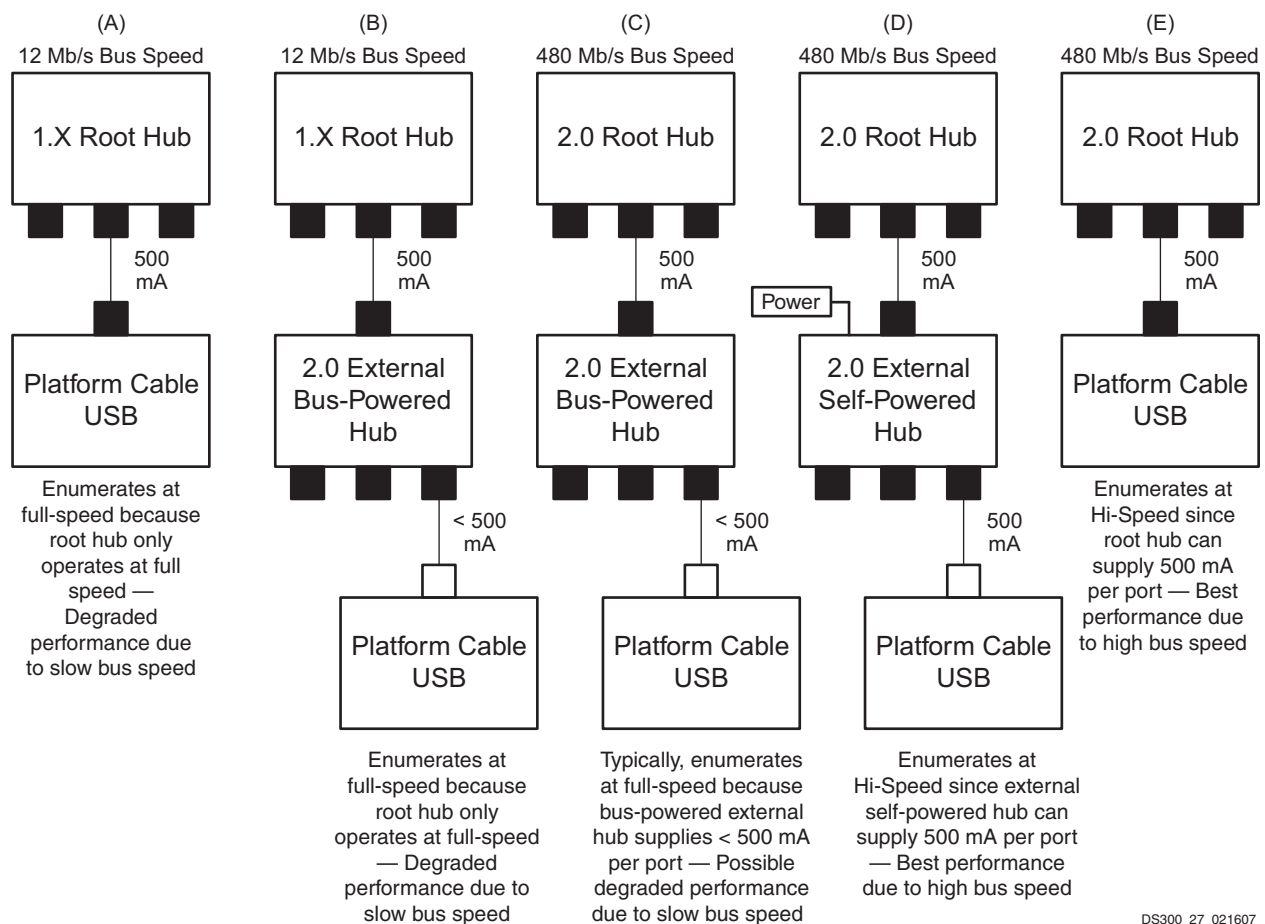 (A)
12 Mb/s Bus Speed
1.X Root Hub
500
mA
Platform Cable
USB
Enumerates at
full-speed because
root hub only
operates at full
speed —
Degraded
performance due
to slow bus speed
(B)
12 Mb/s Bus Speed
1.X Root Hub
500
mA
2.0 External
Bus-Powered
Hub
< 500
mA
Platform Cable
USB
Enumerates at
full-speed because
root hub only
operates at full-speed
— Degraded
performance due to
slow bus speed
(C)
480 Mb/s Bus Speed
2.0 Root Hub
500
mA
2.0 External
Bus-Powered
Hub
< 500
mA
Platform Cable
USB
Typically, enumerates
at full-speed because
bus-powered external
hub supplies < 500 mA
per port — Possible
degraded performance
due to slow bus speed
(D)
480 Mb/s Bus Speed
2.0 Root Hub
500
mA
Power
2.0 External
Self-Powered
Hub
500
mA
Platform Cable
USB
Enumerates at
Hi-Speed since external
self-powered hub can
supply 500 mA per port
— Best performance
due to high bus speed
(E)
480 Mb/s Bus Speed
2.0 Root Hub
500
mA
Platform Cable
USB
Enumerates at
Hi-Speed since
root hub can
supply 500 mA
per port — Best
performance due
to high bus speed
DS300_27_021607